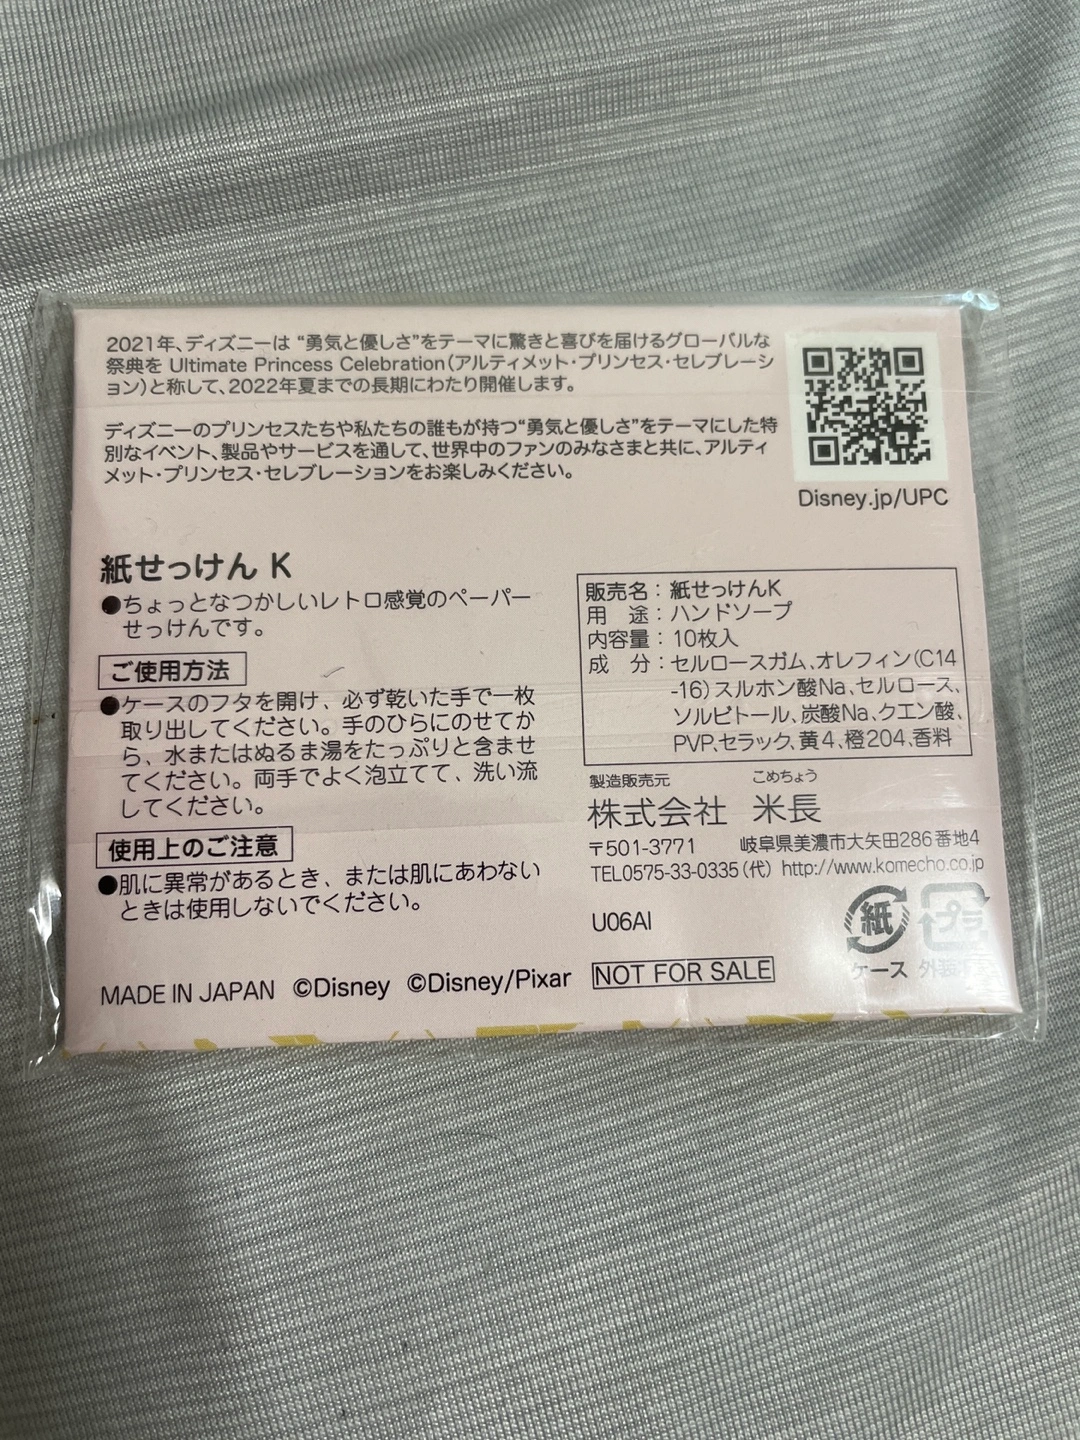 2021年、ディズニーは “勇気と優しさ”をテーマに驚きと喜びを届けるグローバルな
祭典を Ultimate Princess Celebration(アルティメット・プリンセス・セレブレーシ
ョン)と称して、2022年夏までの長期にわたり開催します。
ディズニーのプリンセスたちや私たちの誰もが持つ“勇気と優しさ”をテーマにした特
別なイベント、製品やサービスを通して、世界中のファンのみなさまと共に、アルティ
メット・プリンセス・セレブレーションをお楽しみください。
Disney.jp/UPC
紙せっけん K
●ちょっとなつかしいレトロ感覚のペーパー
せっけんです。
ご使用方法
●ケースのフタを開け、必ず乾いた手で一枚
取り出してください。手のひらにのせてか
ら、水またはぬるま湯をたっぷりと含ませ
てください。両手でよく泡立てて、洗い流
してください。
使用上のご注意
●肌に異常があるとき、または肌にあわない
ときは使用しないでください。
MADE IN JAPAN ©Disney ©Disney/Pixar
販売名:紙せっけんK
用 途:ハンドソープ
内容量:10枚入
成 分:セルロースガム、オレフィン(C14
-16)スルホン酸Na、セルロース、
ソルビトール、炭酸Na、クエン酸、
PVP、セラック、黄4、橙204、香料
製造販売元 こめちょう
株式会社 米長
〒501-3771 岐阜県美濃市大矢田286番地4
TEL0575-33-0335(代) http://www.komecho.co.jp
U06AI
紙 プラ
ケース 外装
NOT FOR SALE